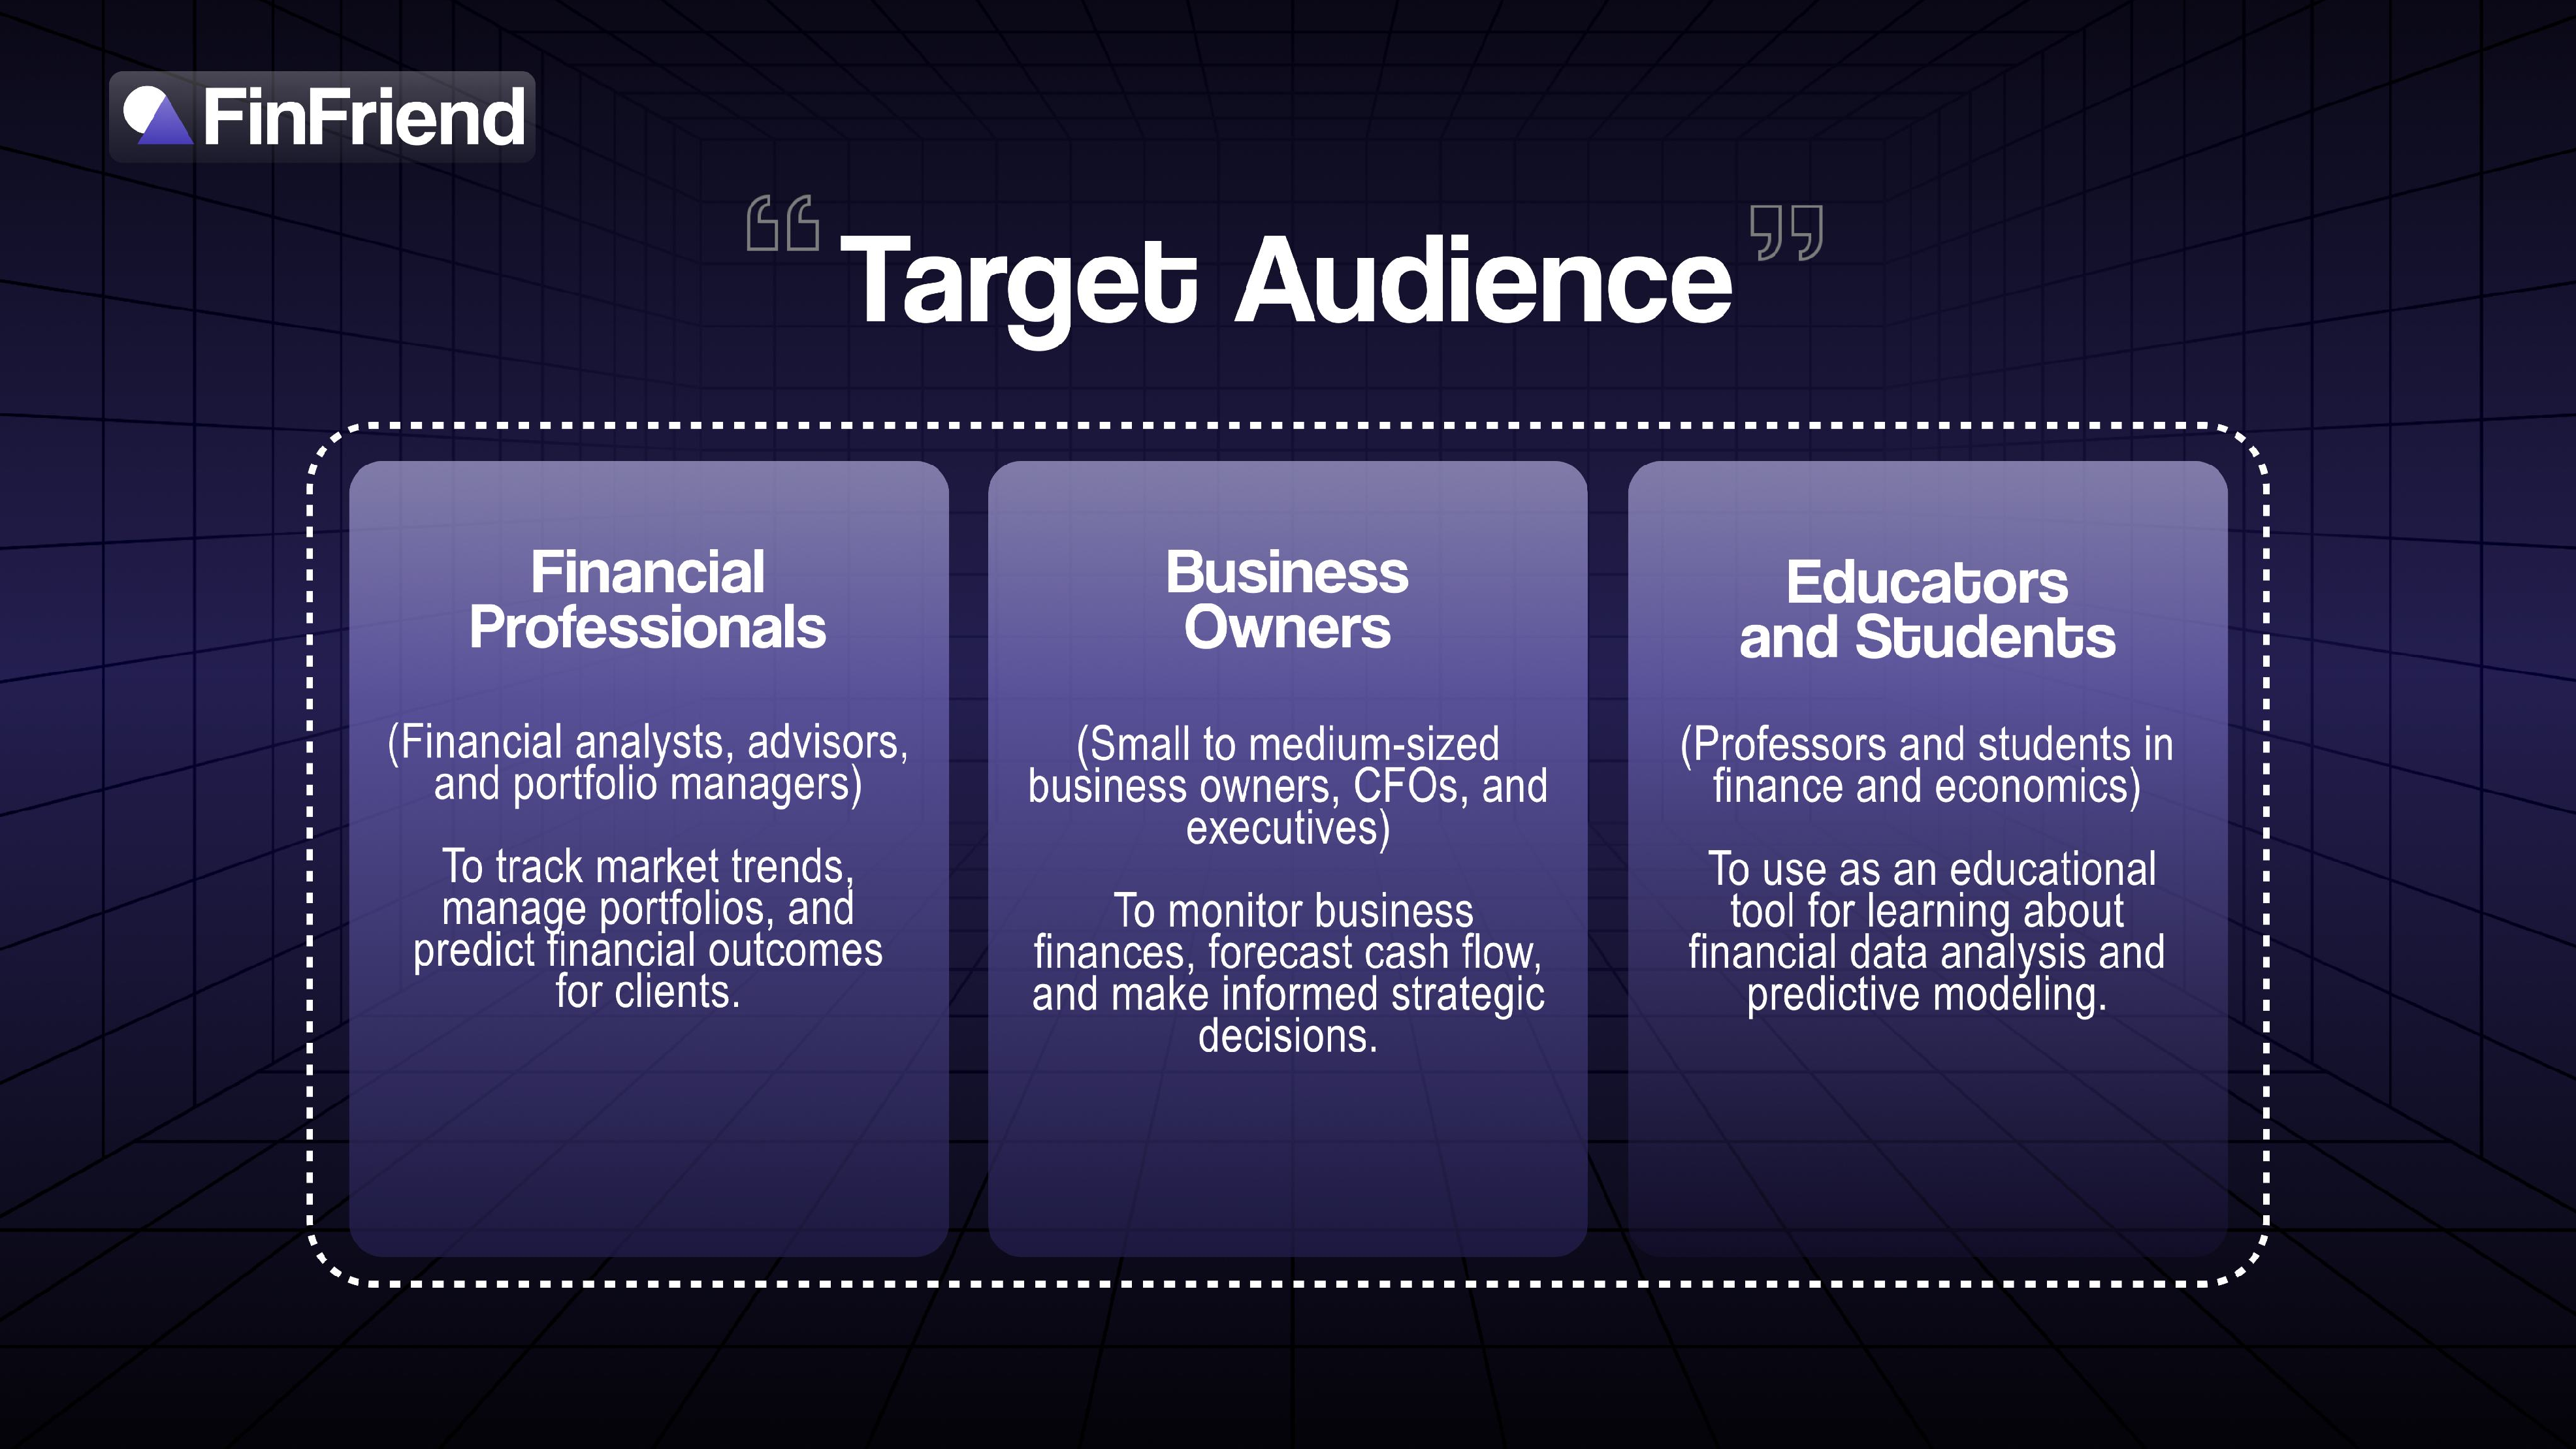 FinFriend
“ Target Audience ”
Financial
Professionals
(Financial analysts, advisors,
and portfolio managers)
To track market trends,
manage portfolios, and
predict financial outcomes
for clients.
Business
Owners
(Small to medium-sized
business owners, CFOs, and
executives)
To monitor business
finances, forecast cash flow,
and make informed strategic
decisions.
Educators
and Students
(Professors and students in
finance and economics)
To use as an educational
tool for learning about
financial data analysis and
predictive modeling.